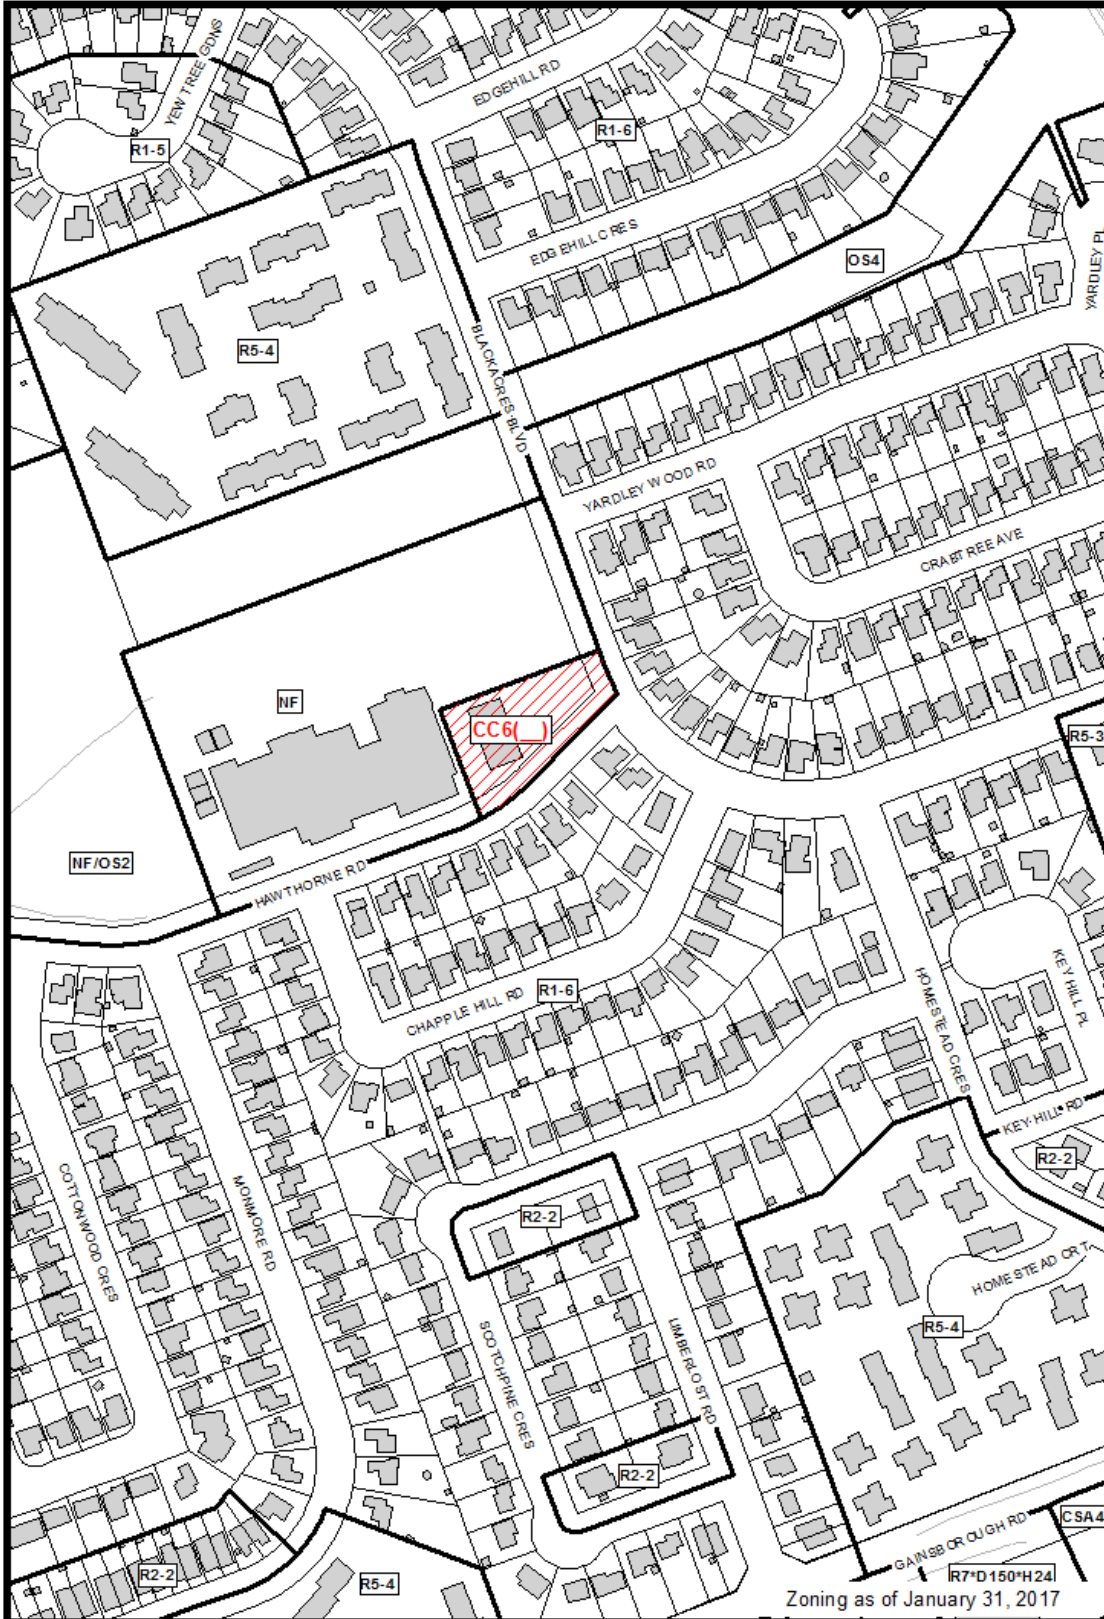 YEW TREE GDNS
EDGEHILL RD
R1-6
R1-5
EDGEHILL CRES
OS4
YARDLEY PL
R5-4
BLACKACRES BLVD
YARDLEY WOOD RD
CRABTREE AVE
NF
CC6(__)
R5-3
NF/OS2
HAWTHORNE RD
CHAPPLE HILL RD
R1-6
HOMESTEAD CRES
KEY HILL PL
KEY HILL RD
R2-2
COTTONWOOD CRES
MONMORE RD
R2-2
HOMESTEAD CRT
R5-4
SCOTCHPINE CRES
LIMBERLOST RD
R2-2
GAINSBOROUGH RD
CSA4
R2-2
R5-4
R7*D150*H24
Zoning as of January 31, 2017